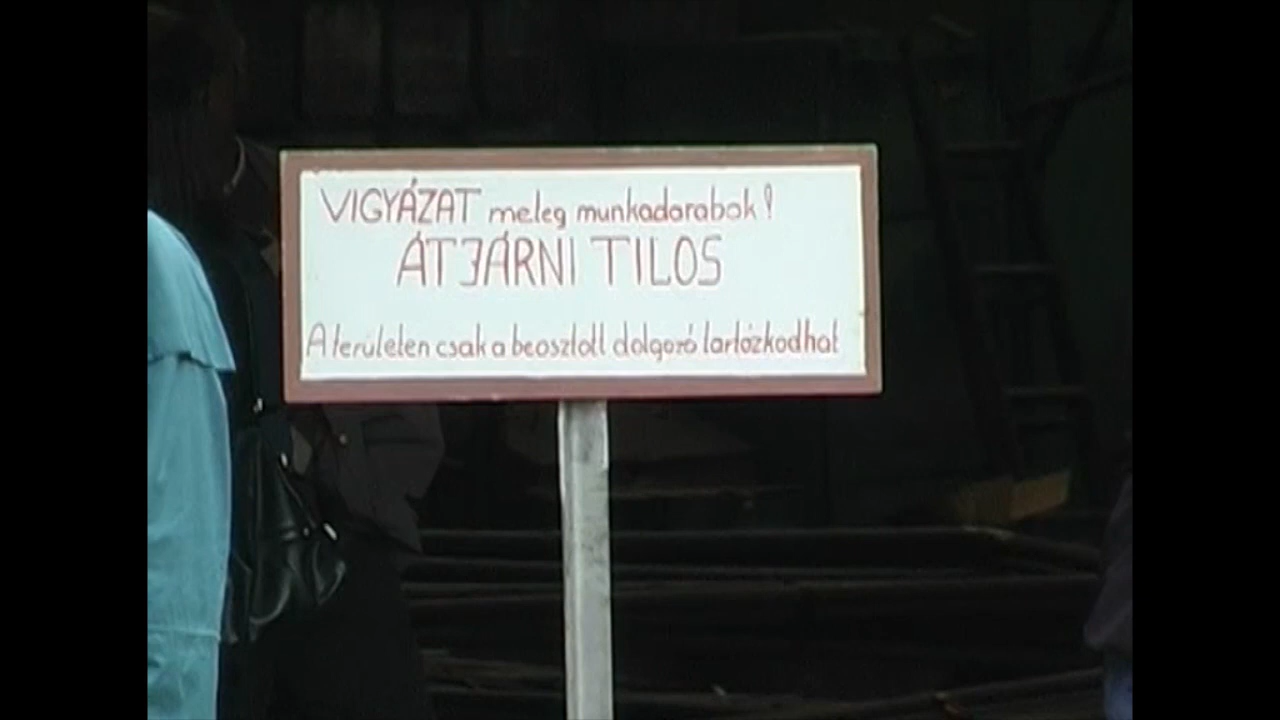 VIGYÁZAT meleg munkadarabok!
ÁTJÁRNI TILOS
A területen csak a beosztott dolgozó tartózkodhat